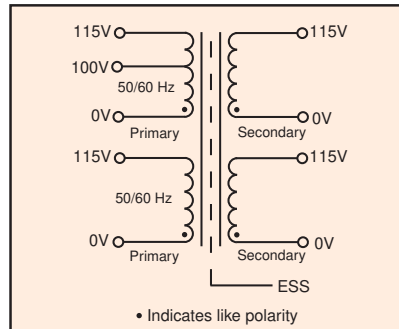 115V
115V
100V
50/60 Hz
0V
0V
Primary
Secondary
115V
115V
50/60 Hz
0V
0V
Primary
Secondary
ESS
• Indicates like polarity